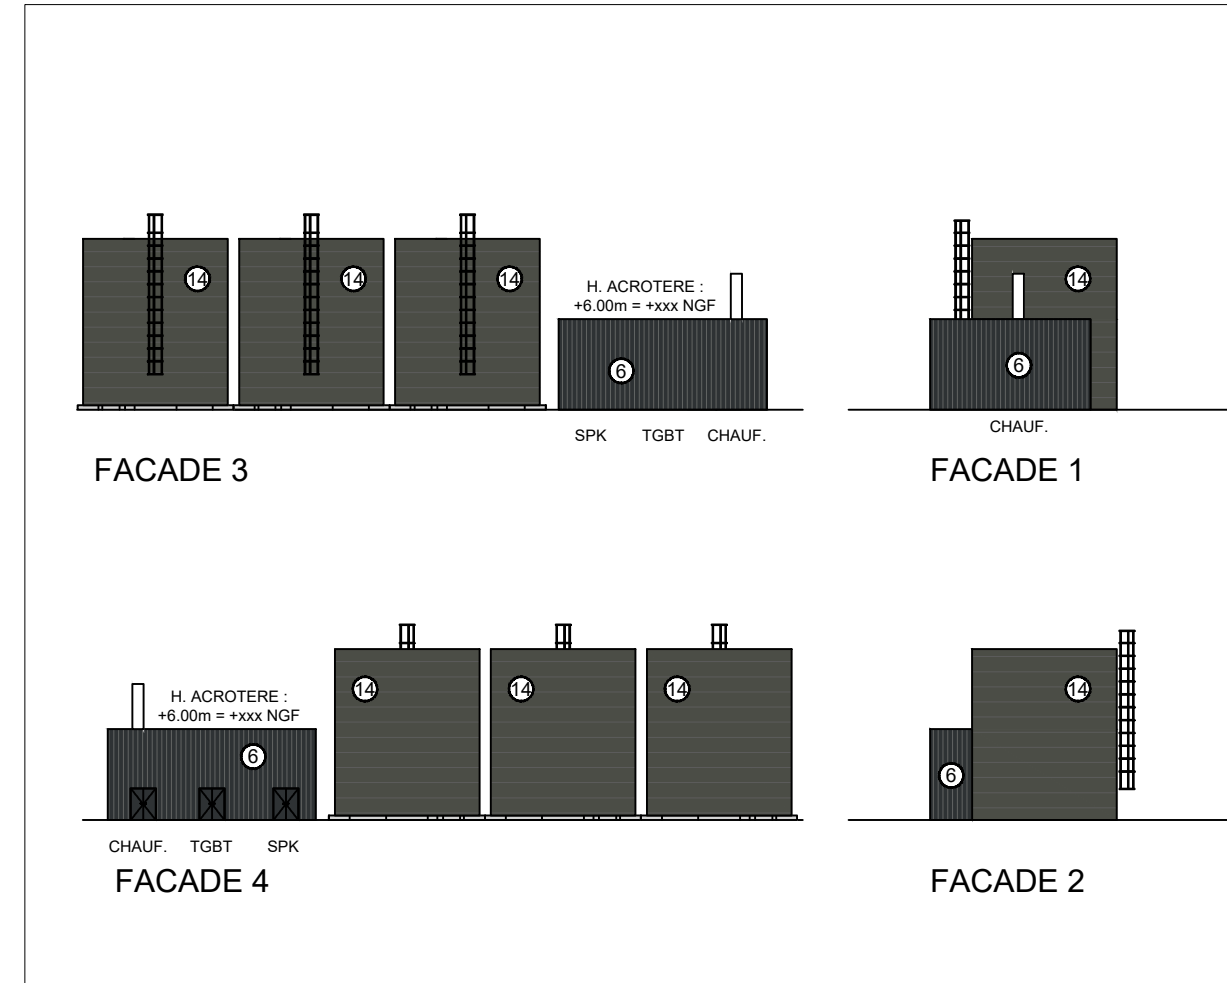 14
14
14
H. ACROTERE :
+6.00m = +xxx NGF
6
SPK TGBT CHAUF.
FACADE 3
14
6
CHAUF.
FACADE 1
H. ACROTERE :
+6.00m = +xxx NGF
6
14
14
14
CHAUF. TGBT SPK
FACADE 4
14
6
FACADE 2